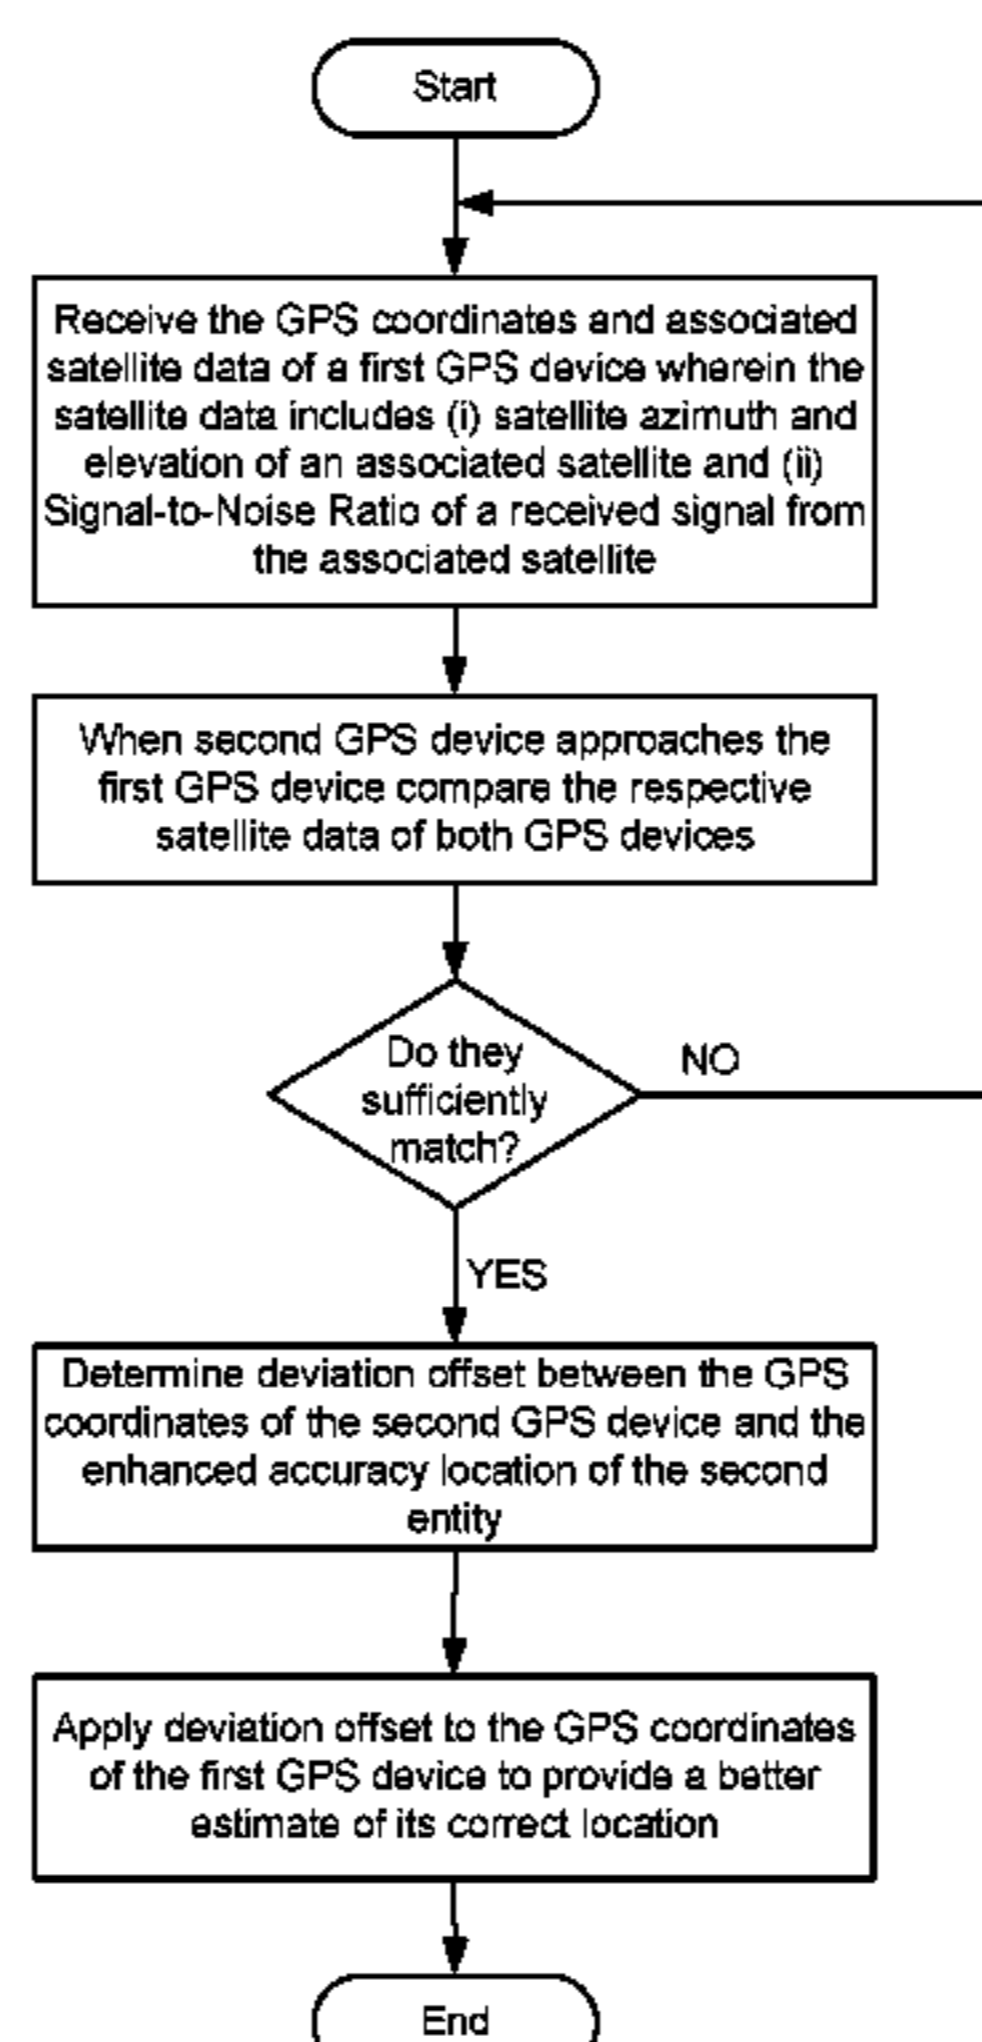 Start
Receive the GPS coordinates and associated
satellite data of a first GPS device wherein the
satellite data includes (i) satellite azimuth and
elevation of an associated satellite and (ii)
Signal-to-Noise Ratio of a received signal from
the associated satellite
When second GPS device approaches the
first GPS device compare the respective
satellite data of both GPS devices
Do they
sufficiently
match?
NO
YES
Determine deviation offset between the GPS
coordinates of the second GPS device and the
enhanced accuracy location of the second
entity
Apply deviation offset to the GPS coordinates
of the first GPS device to provide a better
estimate of its correct location
End